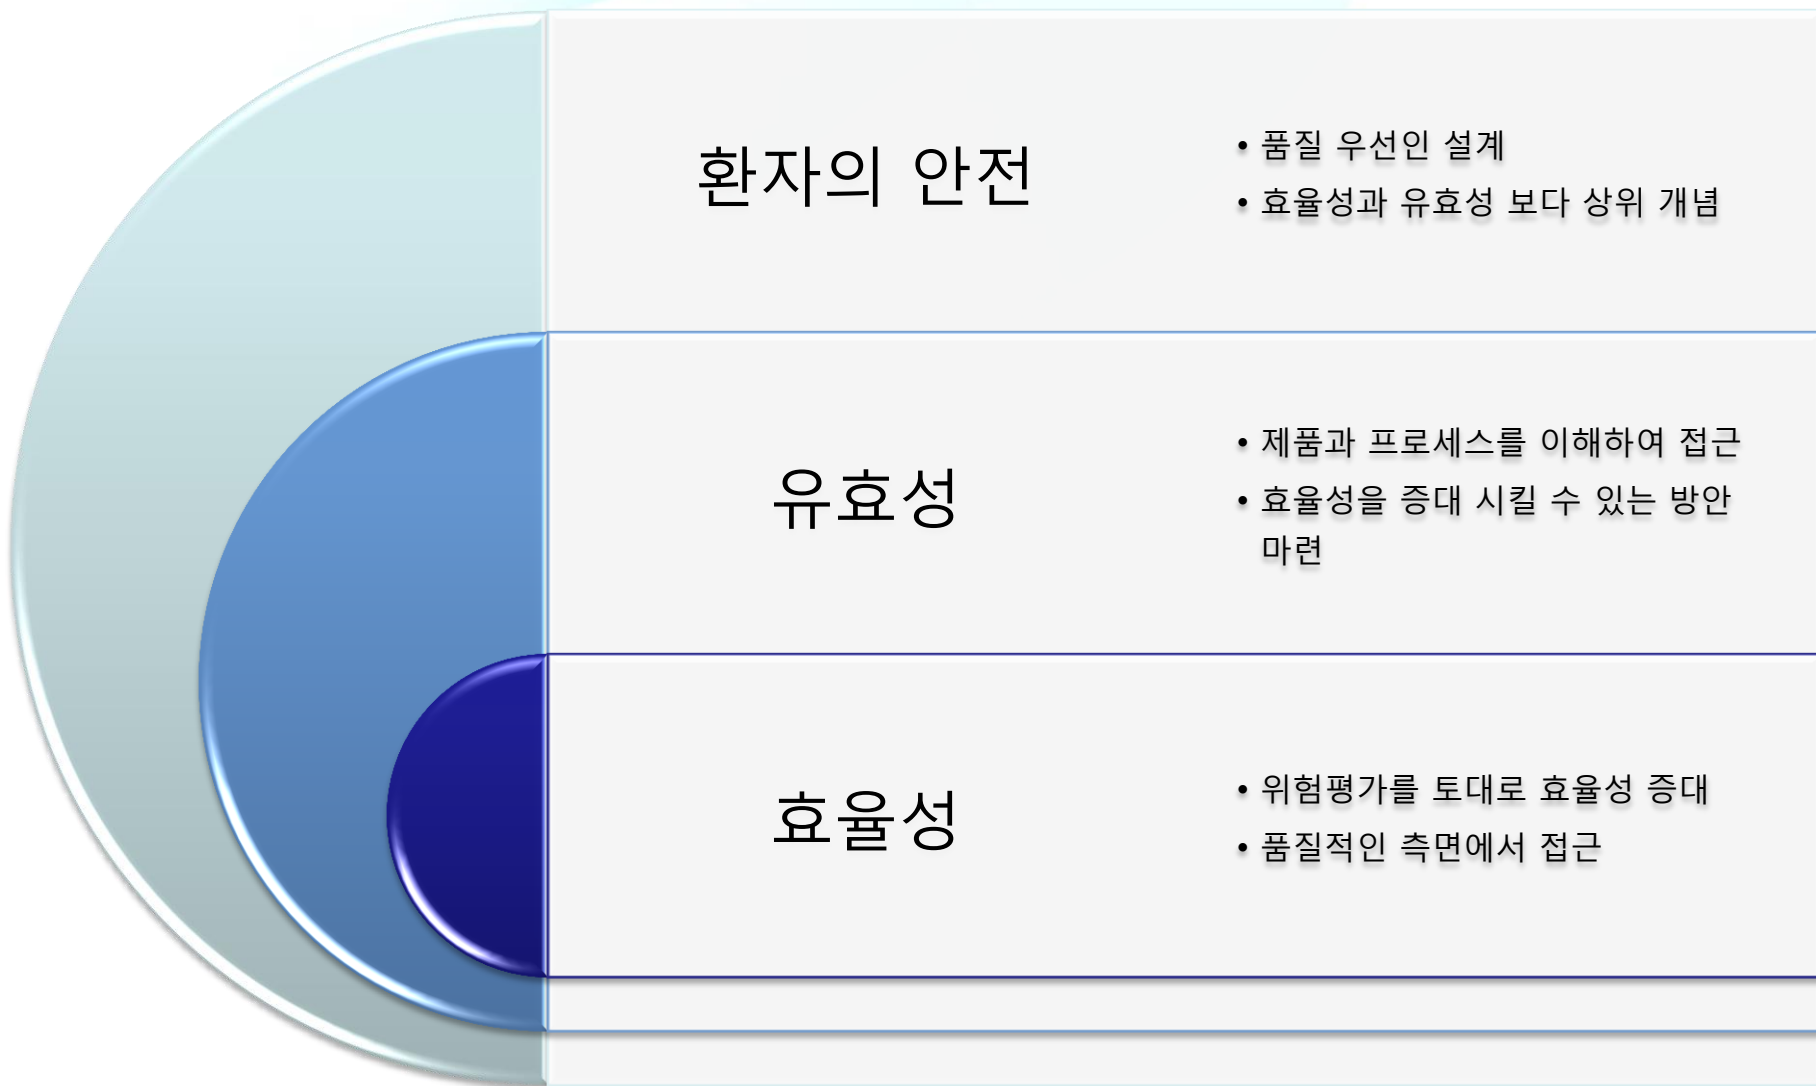 환자의 안전
• 품질 우선인 설계
• 효율성과 유효성 보다 상위 개념
유효성
• 제품과 프로세스를 이해하여 접근
• 효율성을 증대 시킬 수 있는 방안
마련
효율성
• 위험평가를 토대로 효율성 증대
• 품질적인 측면에서 접근